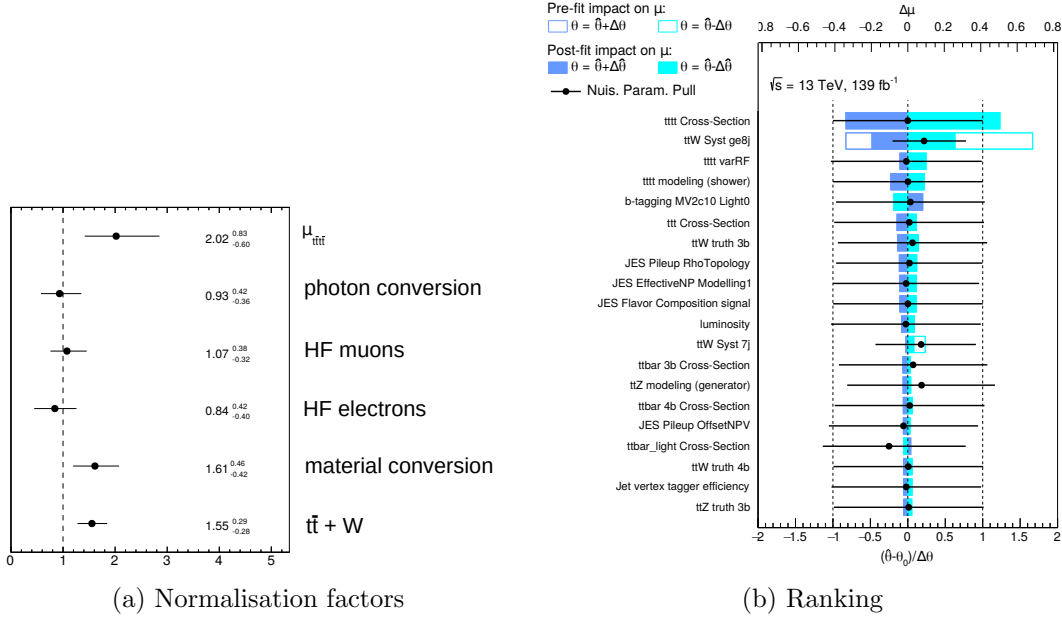 μ_tt̄tt̄
2.02 0.83 -0.60
photon conversion
0.93 0.42 -0.36
HF muons
1.07 0.38 -0.32
HF electrons
0.84 0.42 -0.40
material conversion
1.61 0.46 -0.42
tt̄ + W
1.55 0.29 -0.28
0 1 2 3 4 5
(a) Normalisation factors
Pre-fit impact on μ:
θ = θ̂+Δθ θ = θ̂-Δθ
Post-fit impact on μ:
θ = θ̂+Δθ̂ θ = θ̂-Δθ̂
Nuis. Param. Pull
Δμ
−0.8 −0.6 −0.4 −0.2 0 0.2 0.4 0.6 0.8
√s = 13 TeV, 139 fb⁻¹
tttt Cross-Section
ttW Syst ge8j
tttt varRF
tttt modeling (shower)
b-tagging MV2c10 Light0
ttt Cross-Section
ttW truth 3b
JES Pileup RhoTopology
JES EffectiveNP Modelling1
JES Flavor Composition signal
luminosity
ttW Syst 7j
ttbar 3b Cross-Section
ttZ modeling (generator)
ttbar 4b Cross-Section
JES Pileup OffsetNPV
ttbar_light Cross-Section
ttW truth 4b
Jet vertex tagger efficiency
ttZ truth 3b
−2 −1.5 −1 −0.5 0 0.5 1 1.5 2
(θ̂-θ₀)/Δθ
(b) Ranking